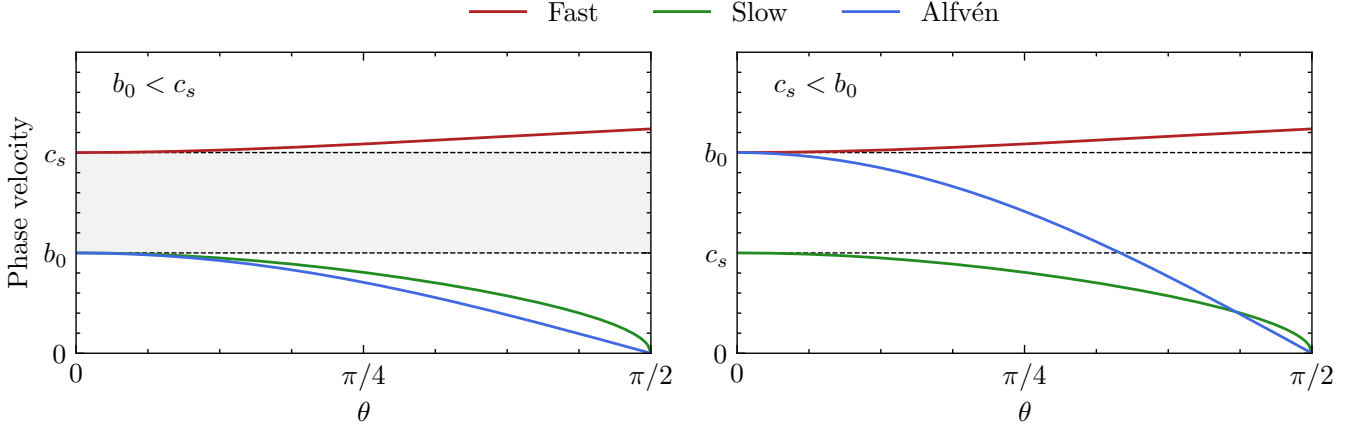 Fast Slow Alfvén
b₀ < cₛ
cₛ < b₀
Phase velocity
cₛ
b₀
0
0 π/4 π/2
θ
b₀
cₛ
0
0 π/4 π/2
θ